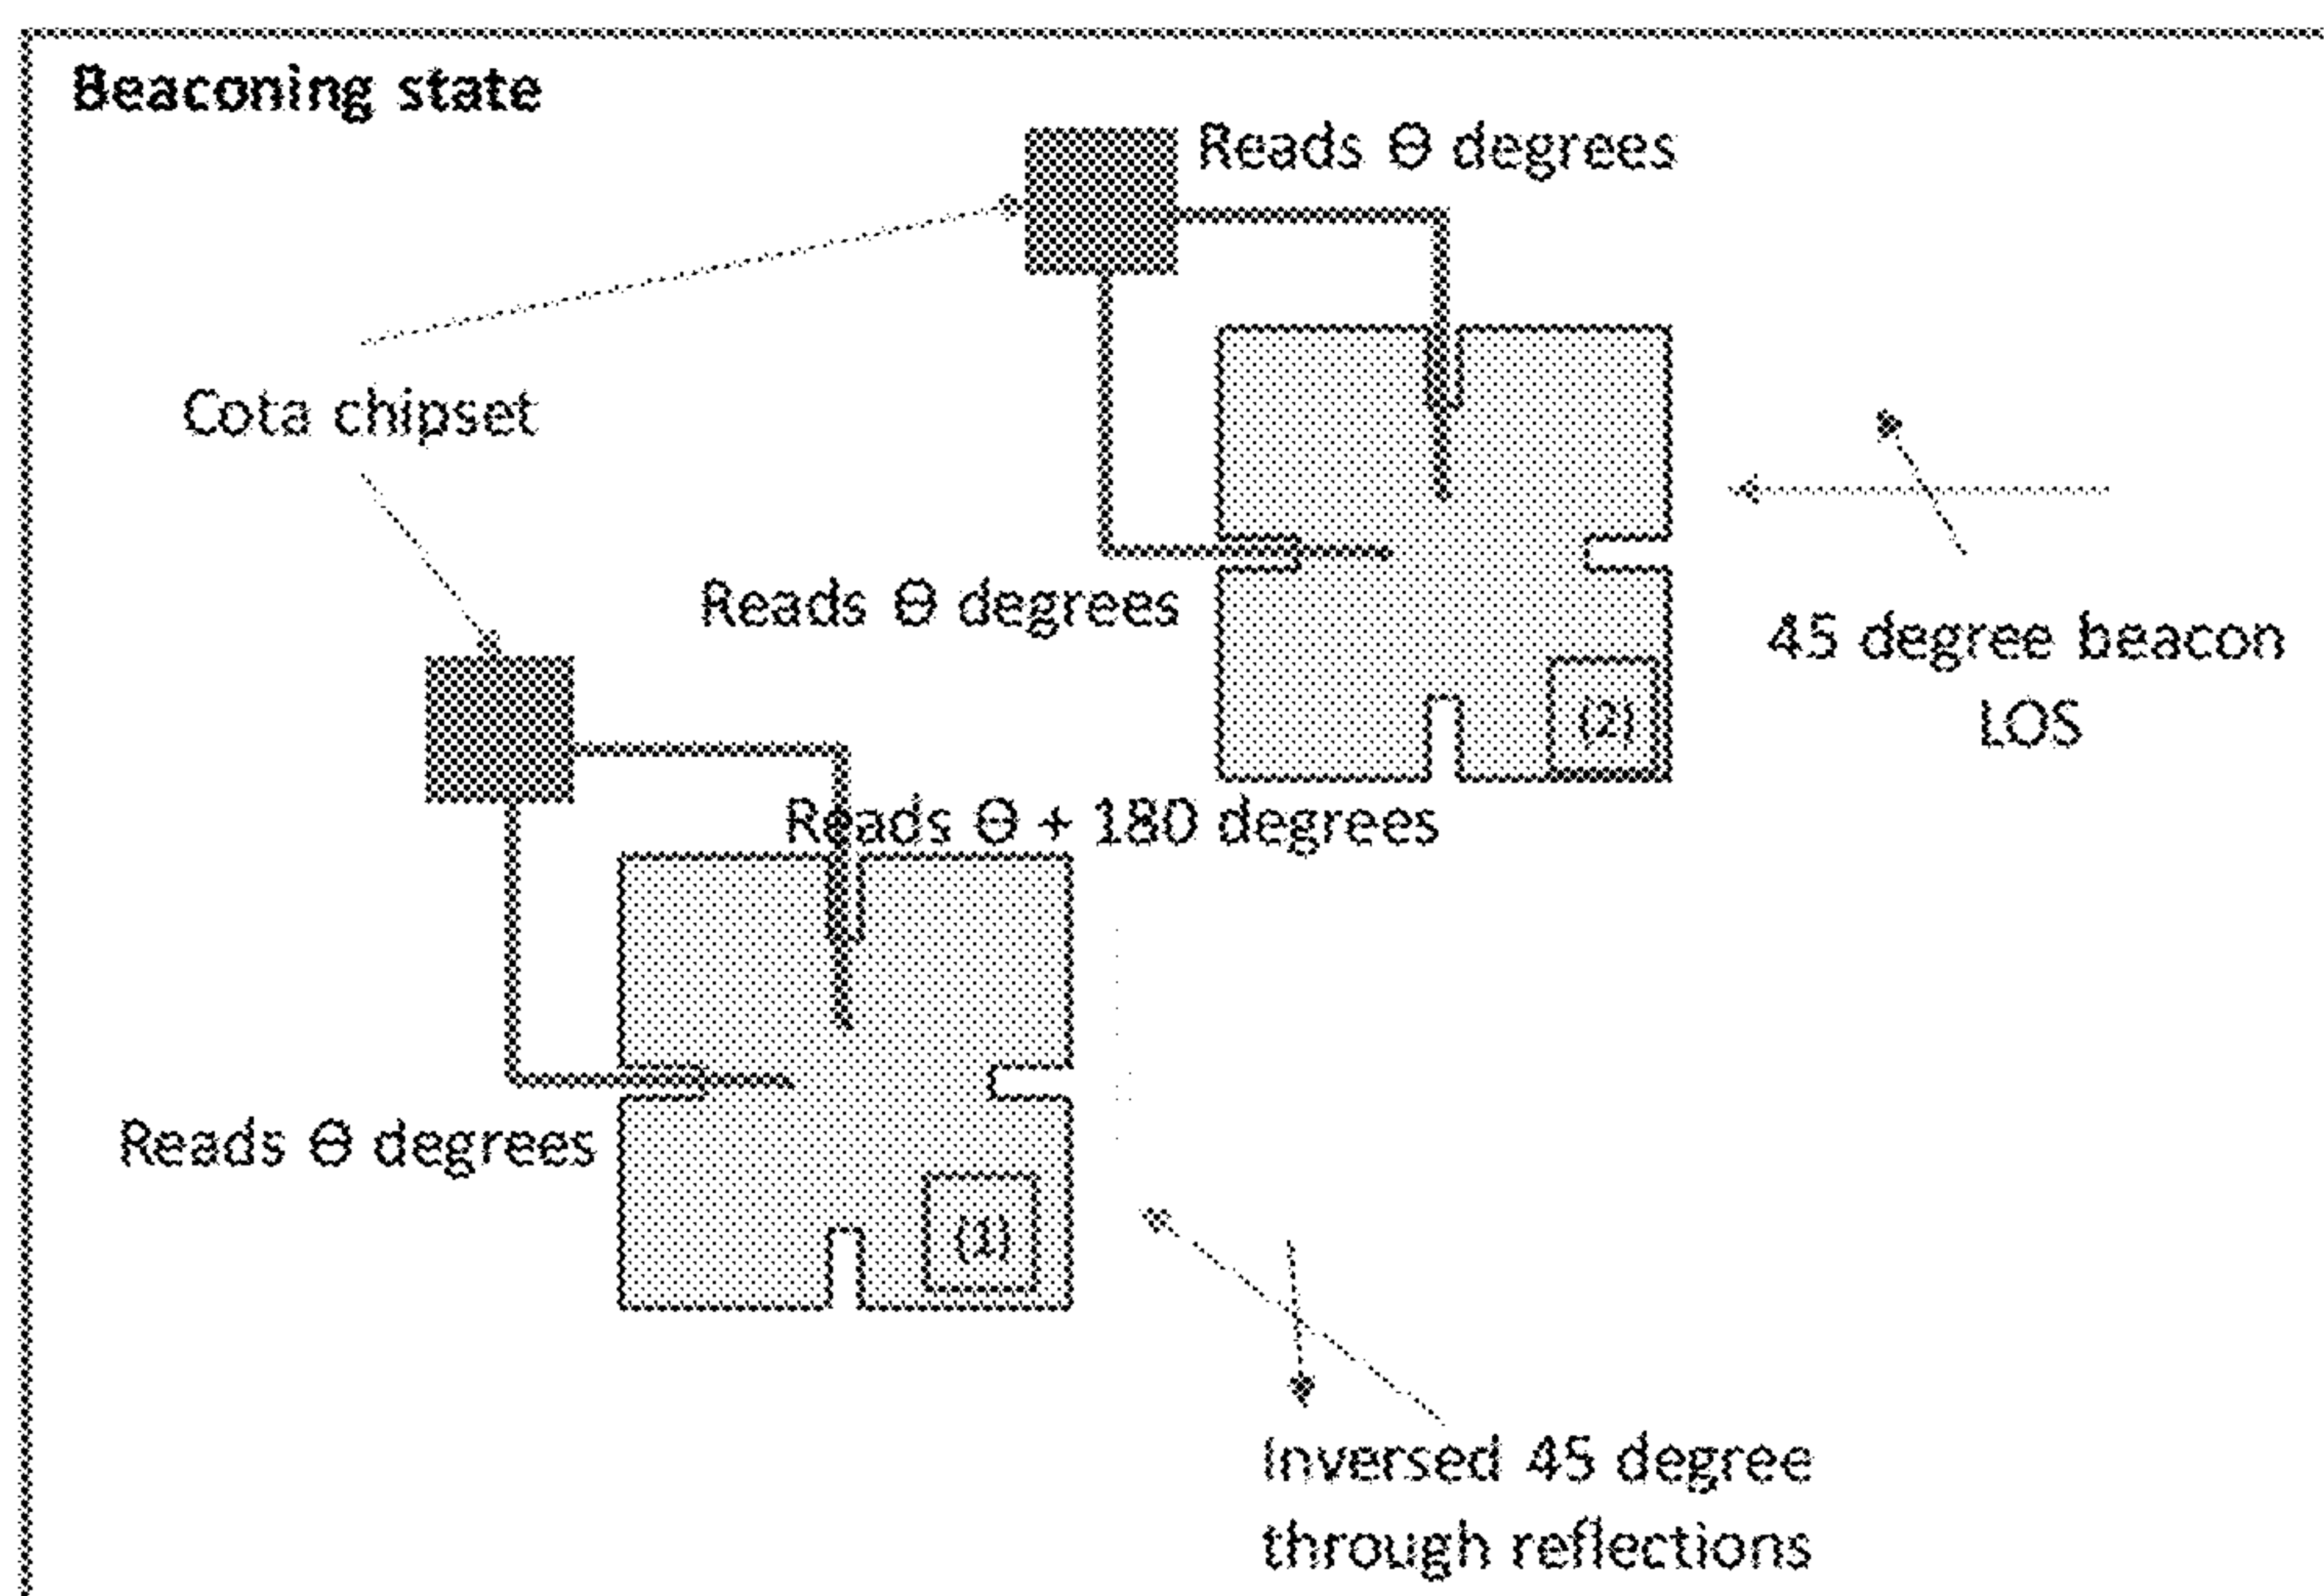 Beaconing state
Reads Θ degrees
Cota chipset
Reads Θ degrees
45 degree beacon
LOS
(2)
Reads Θ + 180 degrees
Reads Θ degrees
(1)
Inversed 45 degree
through reflections